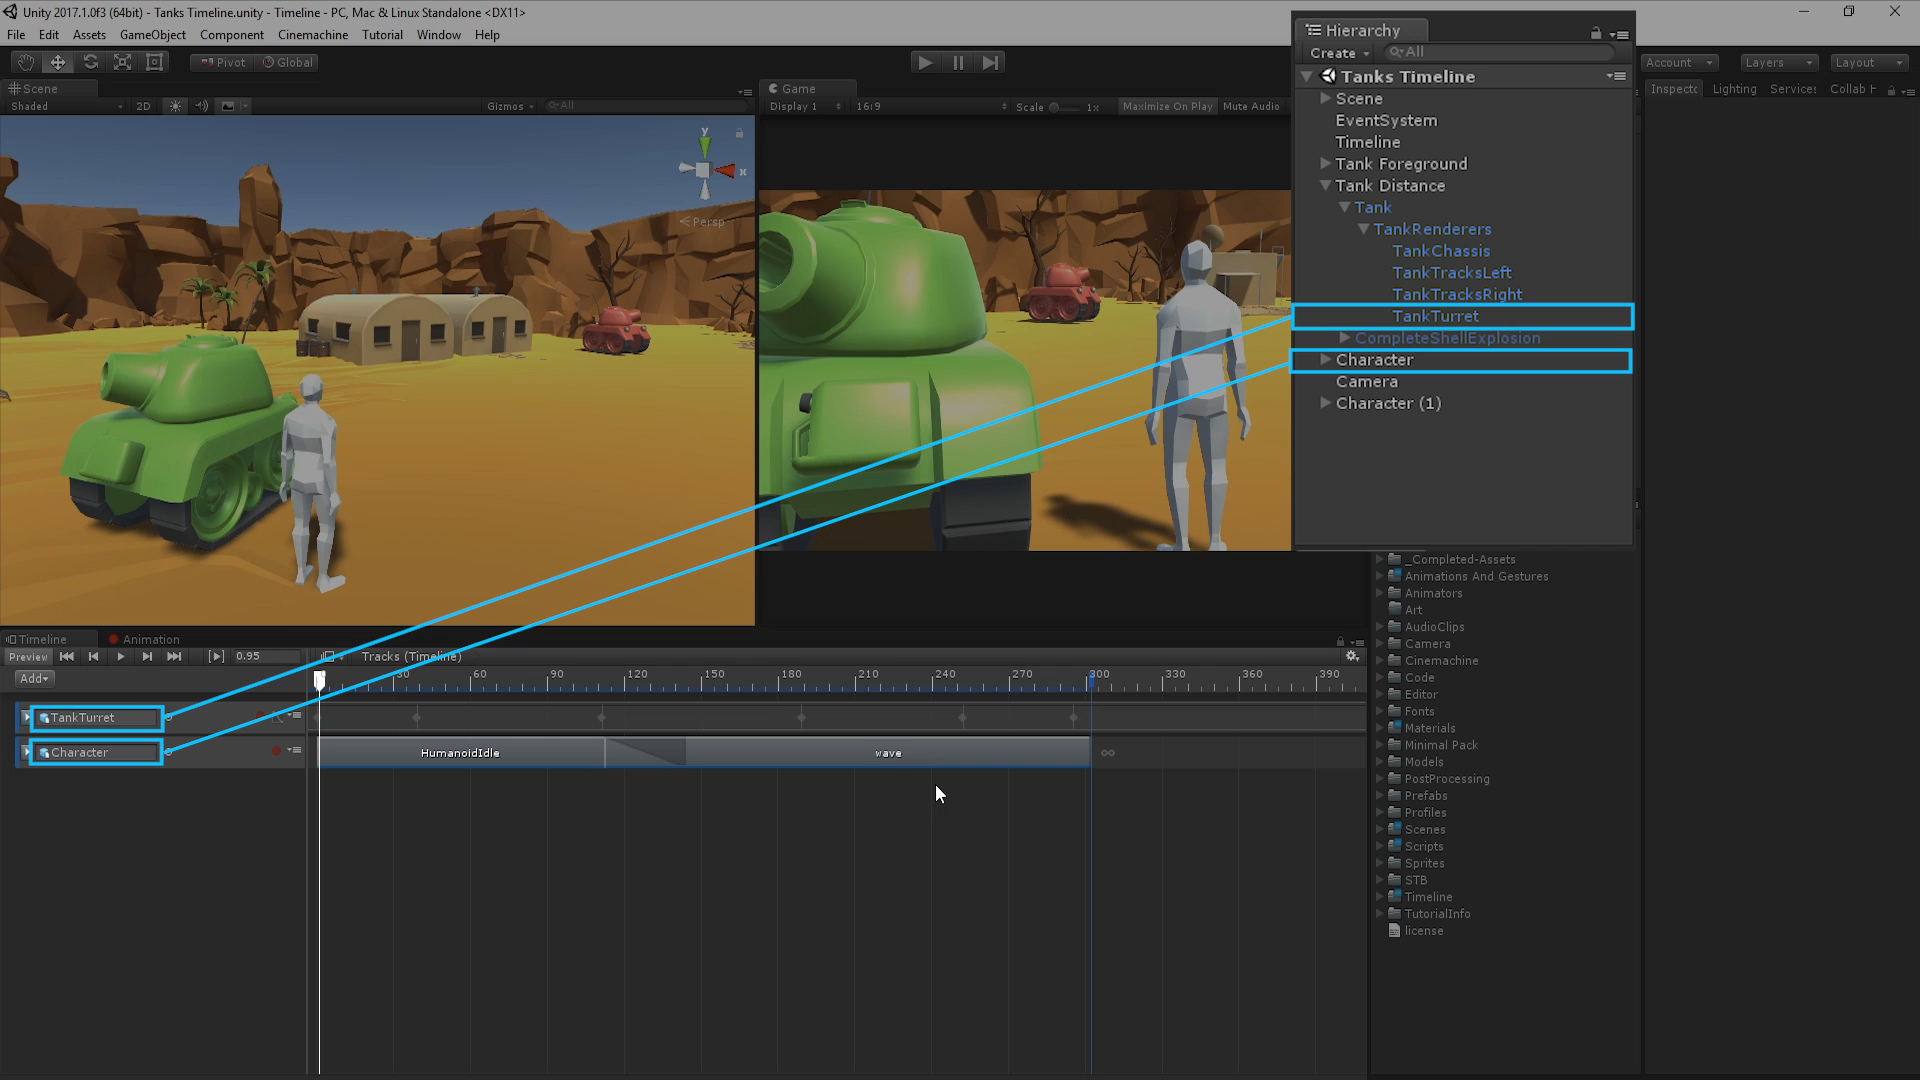 Unity 2017.1.0f3 (64bit) - Tanks Timeline.unity - Timeline - PC, Mac & Linux Standalone <DX11>
File Edit Assets GameObject Component Cinemachine Tutorial Window Help
Pivot Global
Account Layers Layout
Scene
Shaded 2D Gizmos All
y
x
Persp
Game
Display 1 16:9 Scale 1x Maximize On Play Mute Audio
Hierarchy
Create All
Tanks Timeline
Scene
EventSystem
Timeline
Tank Foreground
Tank Distance
Tank
TankRenderers
TankChassis
TankTracksLeft
TankTracksRight
TankTurret
CompleteShellExplosion
Character
Camera
Character (1)
Inspecto Lighting Services Collab H
_Completed-Assets
Animations And Gestures
Animators
Art
AudioClips
Camera
Cinemachine
Code
Editor
Fonts
Materials
Minimal Pack
Models
PostProcessing
Prefabs
Profiles
Scenes
Scripts
Sprites
STB
Timeline
TutorialInfo
license
Timeline Animation
Preview 0.95 Tracks (Timeline)
Add
30 60 90 120 150 180 210 240 270 300 330 360 390
TankTurret
Character HumanoidIdle wave